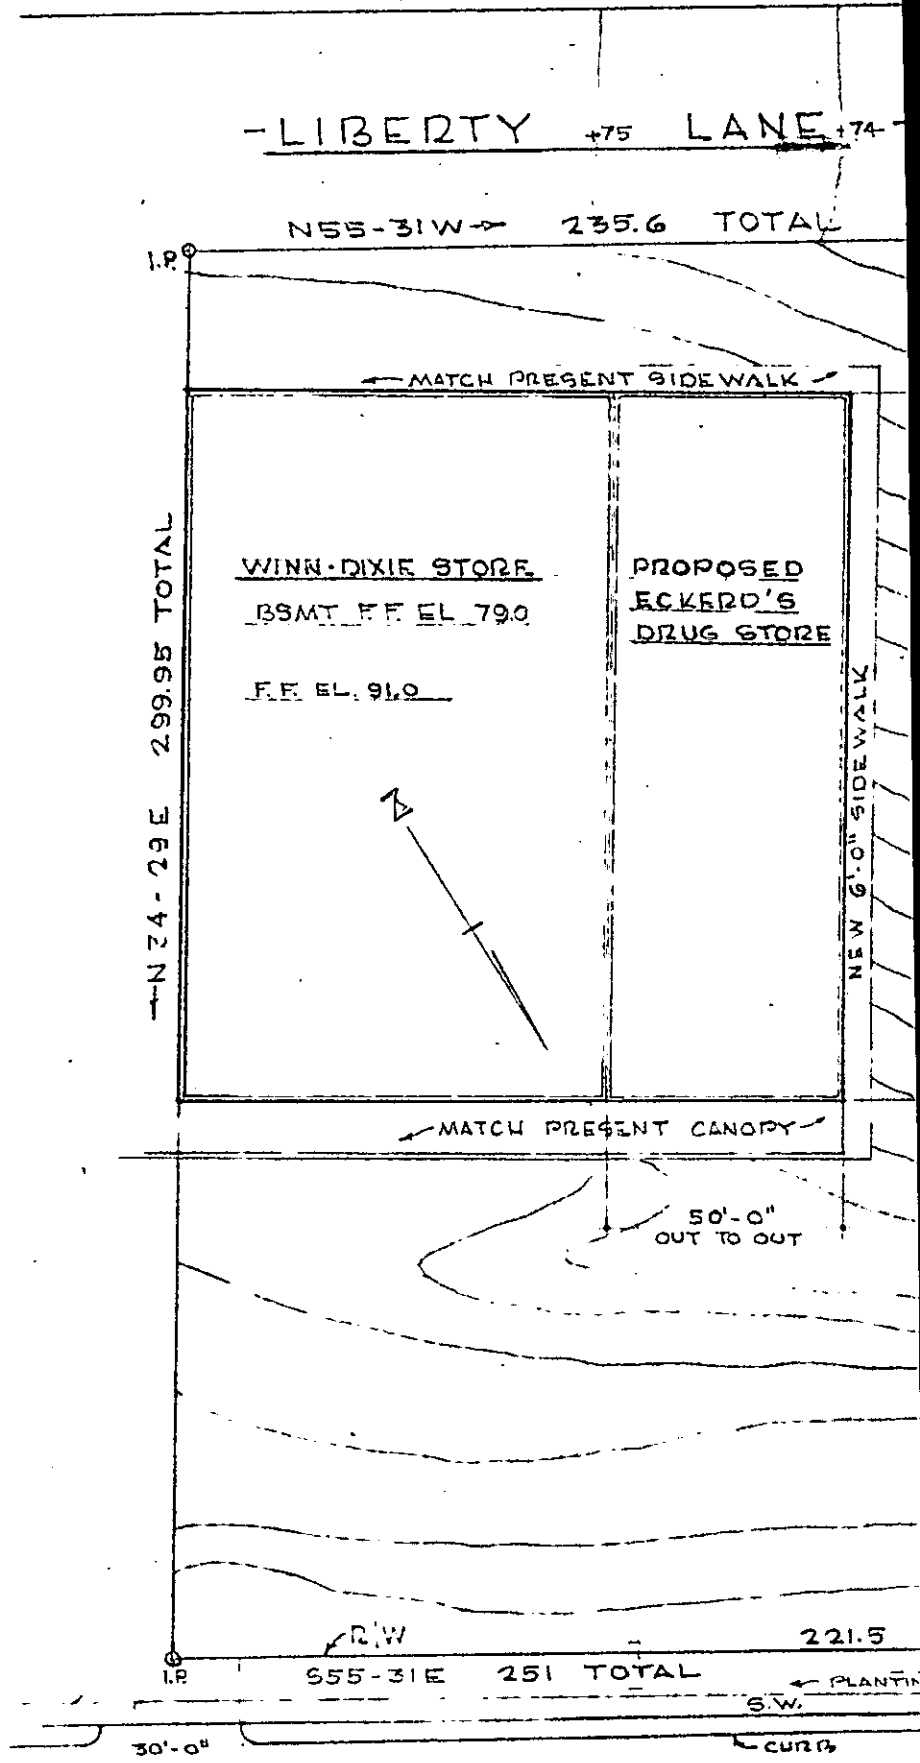 LIBERTY LANE
+75
+74
N55-31W 235.6 TOTAL
I.P.
MATCH PRESENT SIDEWALK
WINN-DIXIE STORE
BSMT F.F. EL 79.0
F.F. EL. 91.0
PROPOSED
ECKERD'S
DRUG STORE
N24-29E 299.95 TOTAL
NEW 6'-0" SIDEWALK
N
MATCH PRESENT CANOPY
50'-0"
OUT TO OUT
R/W
221.5
I.P.
S55-31E 251 TOTAL
S.W.
30'-0"
CURB